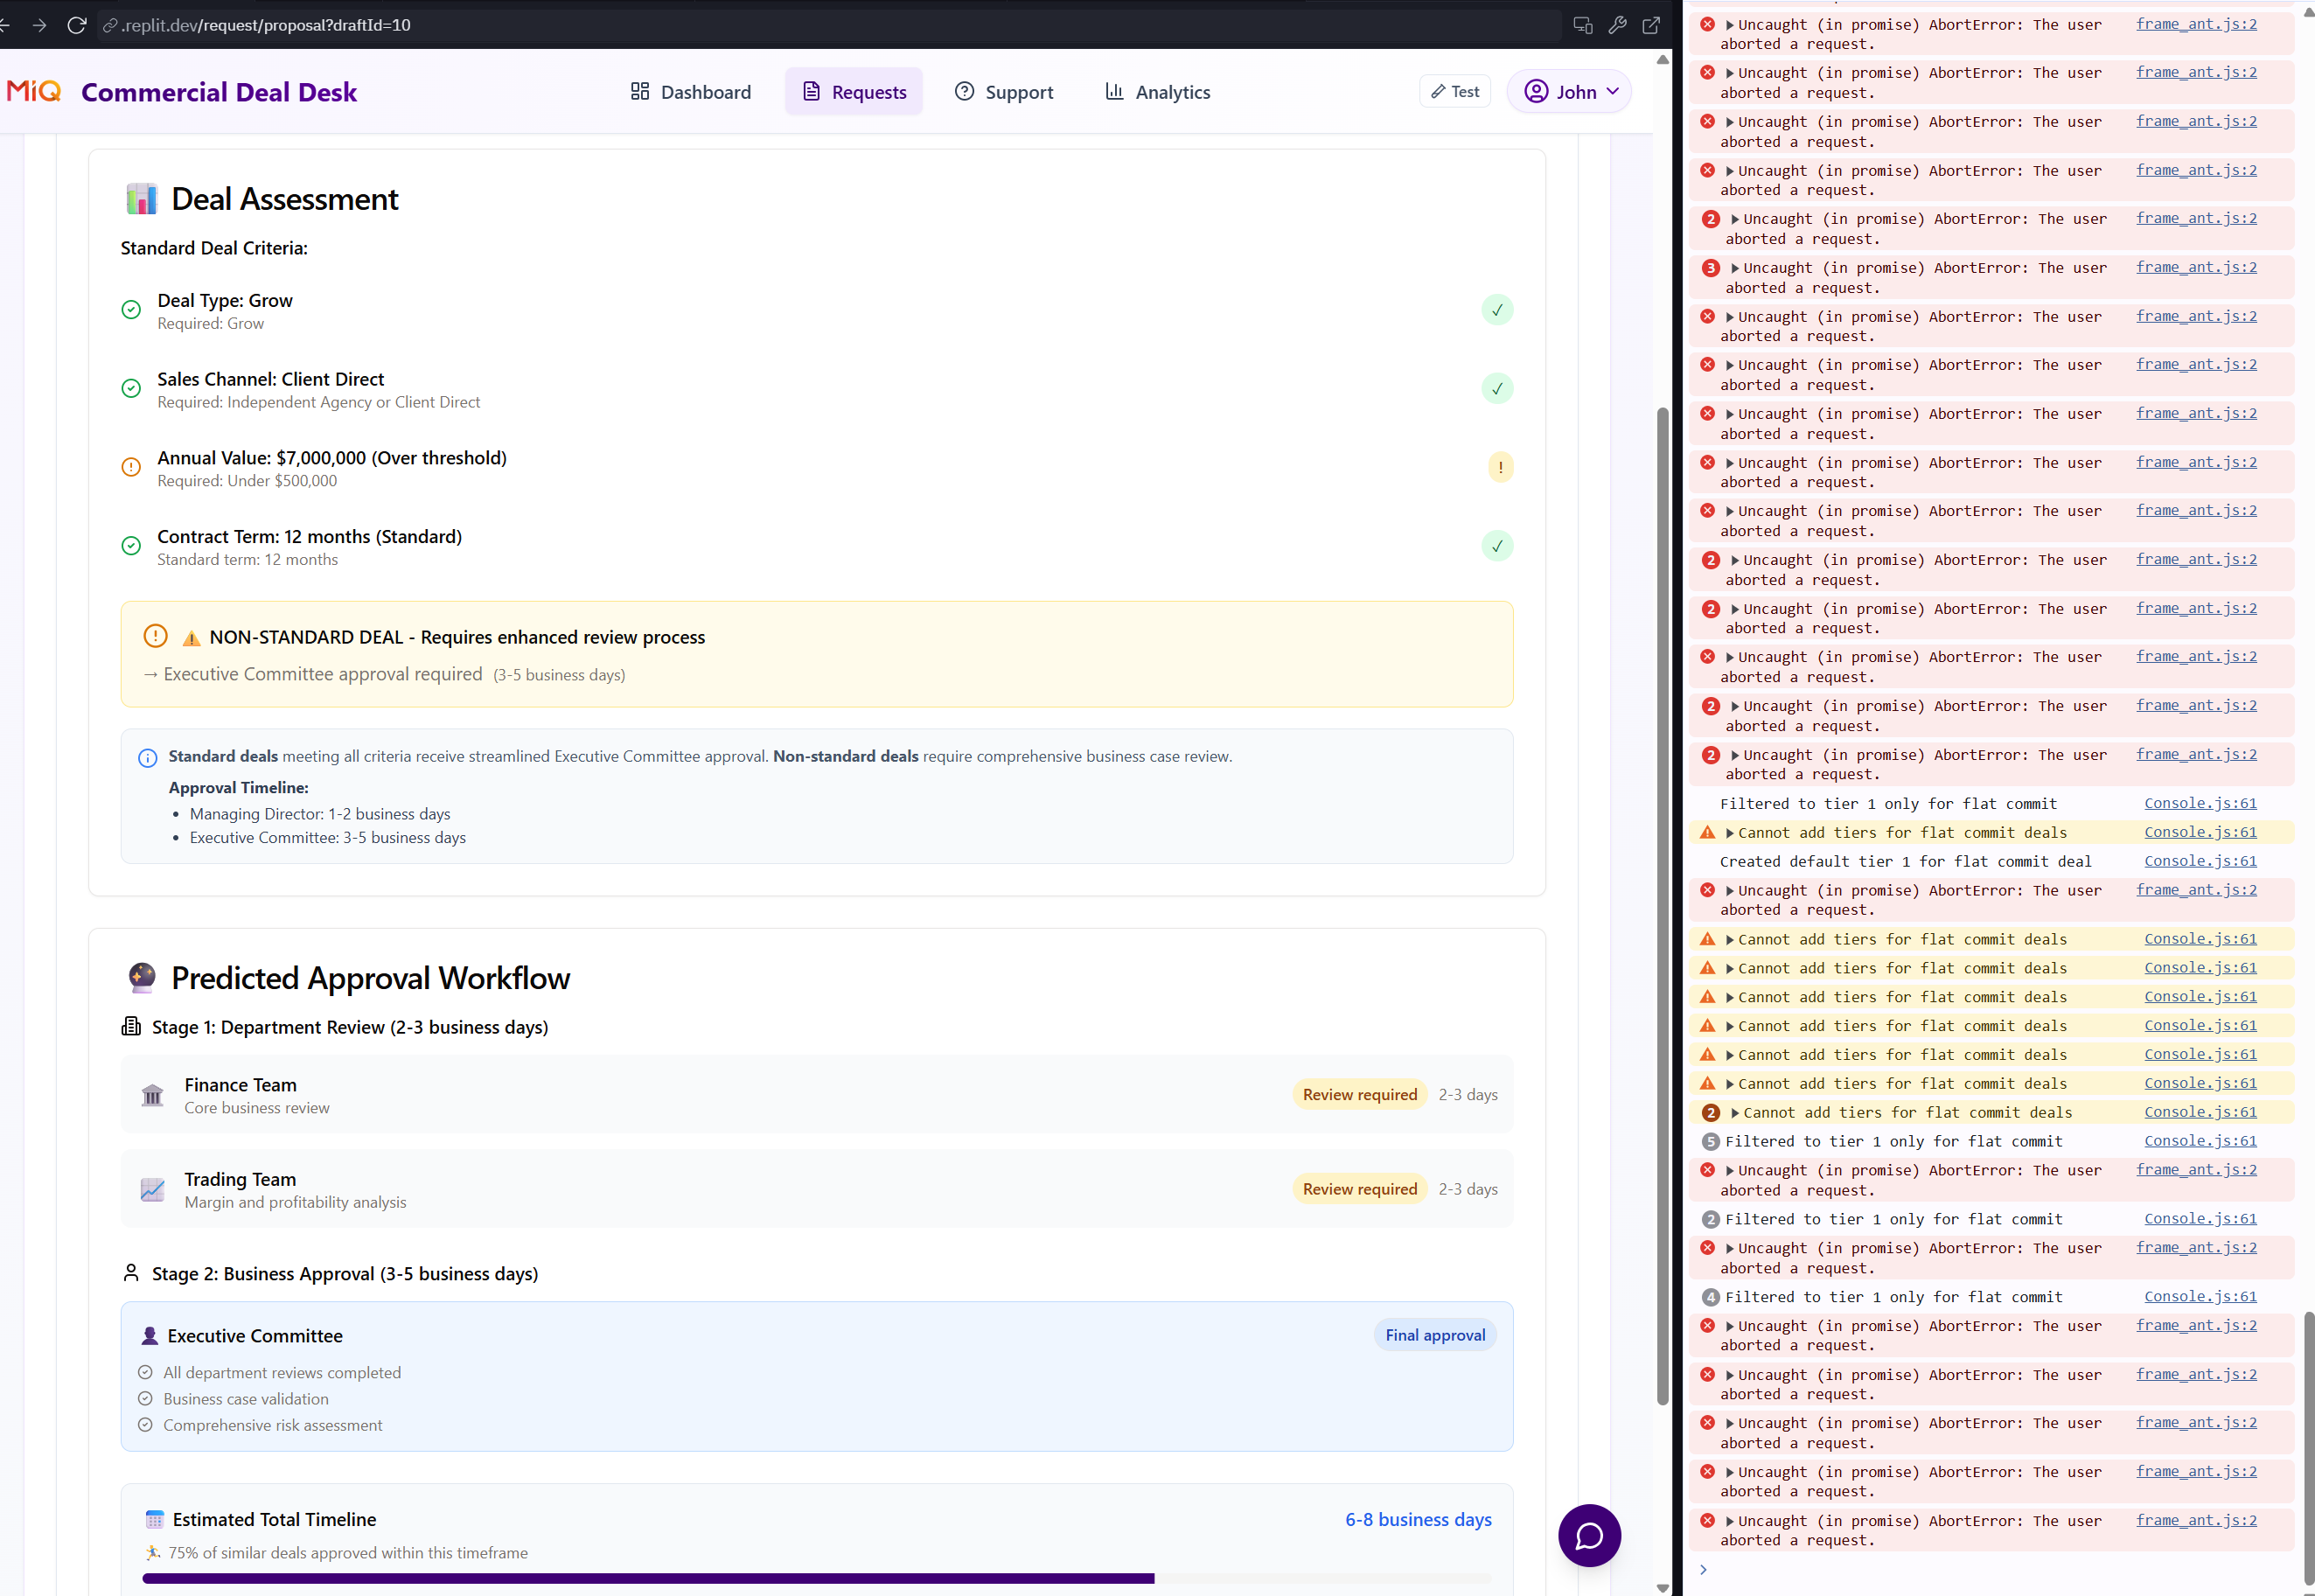 .replit.dev/request/proposal?draftId=10
MiQ Commercial Deal Desk
Dashboard
Requests
Support
Analytics
Test
John
Deal Assessment
Standard Deal Criteria:
Deal Type: Grow
Required: Grow
✓
Sales Channel: Client Direct
Required: Independent Agency or Client Direct
✓
Annual Value: $7,000,000 (Over threshold)
Required: Under $500,000
!
Contract Term: 12 months (Standard)
Standard term: 12 months
✓
NON-STANDARD DEAL - Requires enhanced review process
→ Executive Committee approval required (3-5 business days)
Standard deals meeting all criteria receive streamlined Executive Committee approval. Non-standard deals require comprehensive business case review.
Approval Timeline:
• Managing Director: 1-2 business days
• Executive Committee: 3-5 business days
Predicted Approval Workflow
Stage 1: Department Review (2-3 business days)
Finance Team
Core business review
Review required 2-3 days
Trading Team
Margin and profitability analysis
Review required 2-3 days
Stage 2: Business Approval (3-5 business days)
Executive Committee
Final approval
All department reviews completed
Business case validation
Comprehensive risk assessment
Estimated Total Timeline
6-8 business days
75% of similar deals approved within this timeframe
Uncaught (in promise) AbortError: The user frame_ant.js:2
aborted a request.
Uncaught (in promise) AbortError: The user frame_ant.js:2
aborted a request.
Uncaught (in promise) AbortError: The user frame_ant.js:2
aborted a request.
Uncaught (in promise) AbortError: The user frame_ant.js:2
aborted a request.
2 Uncaught (in promise) AbortError: The user frame_ant.js:2
aborted a request.
3 Uncaught (in promise) AbortError: The user frame_ant.js:2
aborted a request.
Uncaught (in promise) AbortError: The user frame_ant.js:2
aborted a request.
Uncaught (in promise) AbortError: The user frame_ant.js:2
aborted a request.
Uncaught (in promise) AbortError: The user frame_ant.js:2
aborted a request.
Uncaught (in promise) AbortError: The user frame_ant.js:2
aborted a request.
Uncaught (in promise) AbortError: The user frame_ant.js:2
aborted a request.
2 Uncaught (in promise) AbortError: The user frame_ant.js:2
aborted a request.
2 Uncaught (in promise) AbortError: The user frame_ant.js:2
aborted a request.
Uncaught (in promise) AbortError: The user frame_ant.js:2
aborted a request.
2 Uncaught (in promise) AbortError: The user frame_ant.js:2
aborted a request.
2 Uncaught (in promise) AbortError: The user frame_ant.js:2
aborted a request.
Filtered to tier 1 only for flat commit Console.js:61
Cannot add tiers for flat commit deals Console.js:61
Created default tier 1 for flat commit deal Console.js:61
Uncaught (in promise) AbortError: The user frame_ant.js:2
aborted a request.
Cannot add tiers for flat commit deals Console.js:61
Cannot add tiers for flat commit deals Console.js:61
Cannot add tiers for flat commit deals Console.js:61
Cannot add tiers for flat commit deals Console.js:61
Cannot add tiers for flat commit deals Console.js:61
Cannot add tiers for flat commit deals Console.js:61
2 Cannot add tiers for flat commit deals Console.js:61
5 Filtered to tier 1 only for flat commit Console.js:61
Uncaught (in promise) AbortError: The user frame_ant.js:2
aborted a request.
2 Filtered to tier 1 only for flat commit Console.js:61
Uncaught (in promise) AbortError: The user frame_ant.js:2
aborted a request.
4 Filtered to tier 1 only for flat commit Console.js:61
Uncaught (in promise) AbortError: The user frame_ant.js:2
aborted a request.
Uncaught (in promise) AbortError: The user frame_ant.js:2
aborted a request.
Uncaught (in promise) AbortError: The user frame_ant.js:2
aborted a request.
Uncaught (in promise) AbortError: The user frame_ant.js:2
aborted a request.
Uncaught (in promise) AbortError: The user frame_ant.js:2
aborted a request.